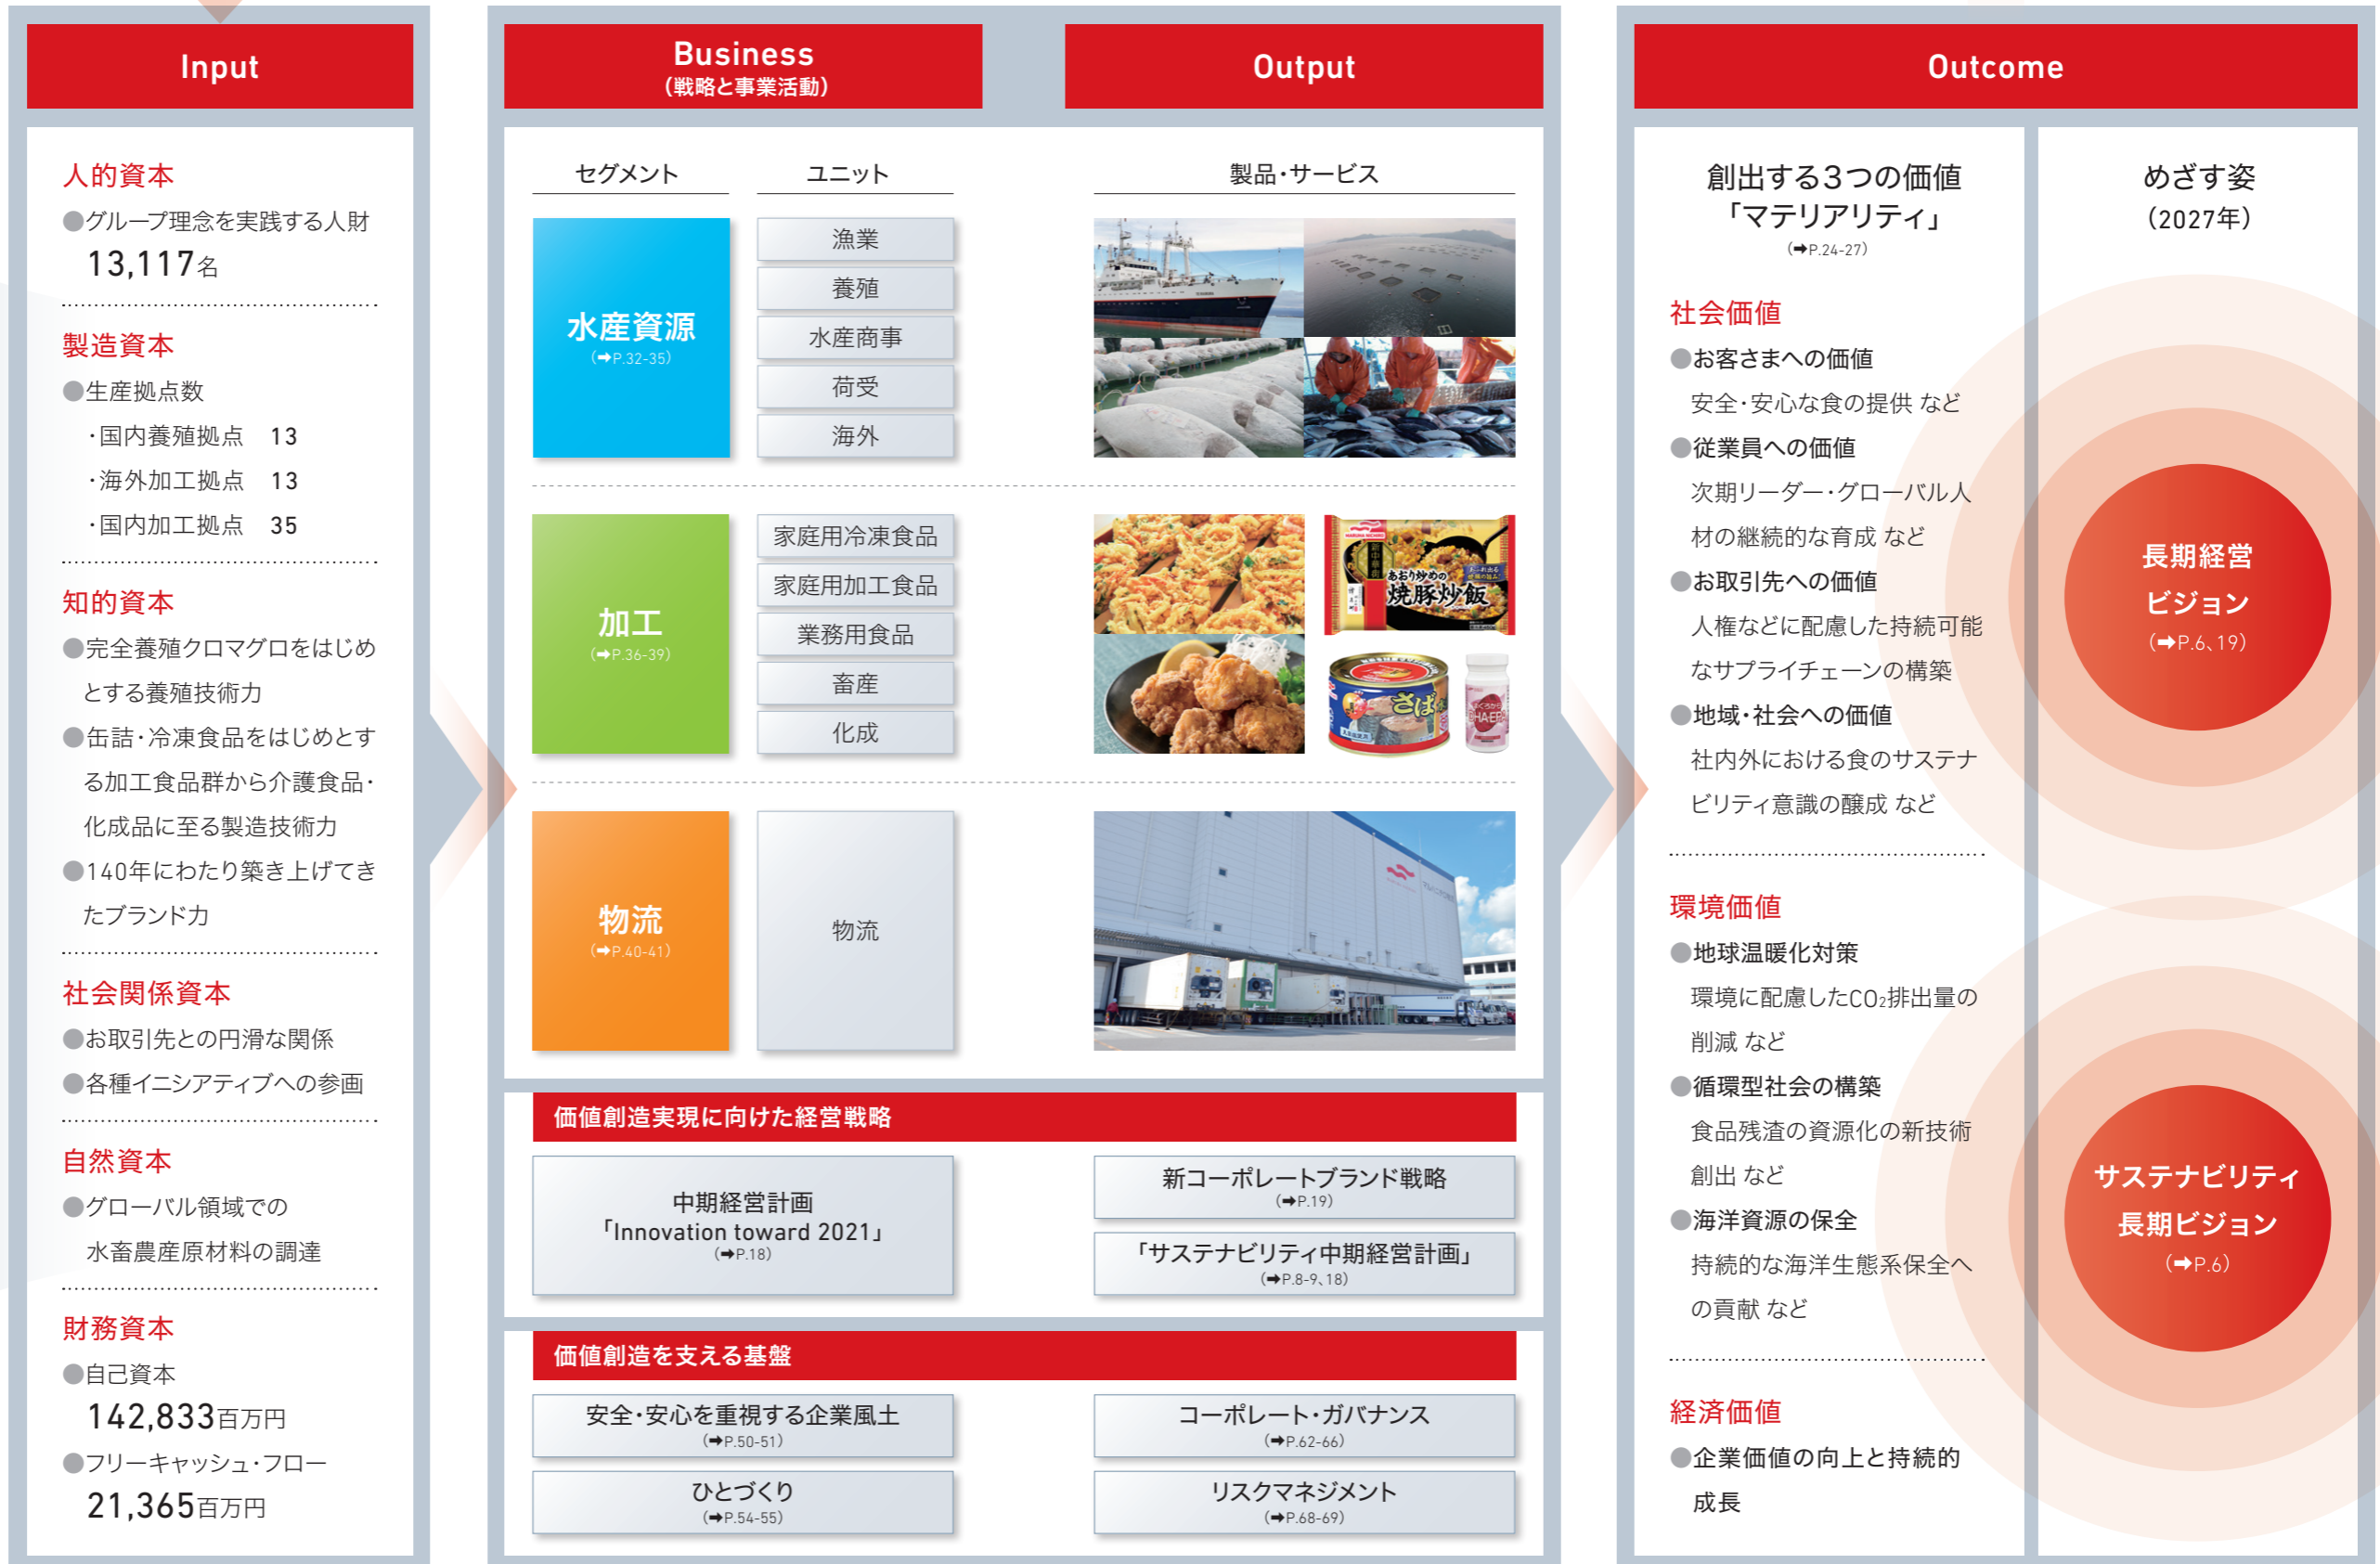 Input
人的資本
●グループ理念を実践する人財
13,117名
製造資本
●生産拠点数
・国内養殖拠点　13
・海外加工拠点　13
・国内加工拠点　35
知的資本
●完全養殖クロマグロをはじめ
とする養殖技術力
●缶詰・冷凍食品をはじめとす
る加工食品群から介護食品・
化成品に至る製造技術力
●140年にわたり築き上げてき
たブランド力
社会関係資本
●お取引先との円滑な関係
●各種イニシアティブへの参画
自然資本
●グローバル領域での
水畜農産原材料の調達
財務資本
●自己資本
142,833百万円
●フリーキャッシュ・フロー
21,365百万円
Business
（戦略と事業活動）
Output
セグメント
ユニット
製品・サービス
水産資源
（➡P.32-35）
漁業
養殖
水産商事
荷受
海外
加工
（➡P.36-39）
家庭用冷凍食品
家庭用加工食品
業務用食品
畜産
化成
MARUHA NICHIRO
新中華街
あおり炒めの
焼豚炒飯
さば
物流
（➡P.40-41）
物流
価値創造実現に向けた経営戦略
中期経営計画
「Innovation toward 2021」
（➡P.18）
新コーポレートブランド戦略
（➡P.19）
「サステナビリティ中期経営計画」
（➡P.8-9、18）
価値創造を支える基盤
安全・安心を重視する企業風土
（➡P.50-51）
コーポレート・ガバナンス
（➡P.62-66）
ひとづくり
（➡P.54-55）
リスクマネジメント
（➡P.68-69）
Outcome
創出する3つの価値
「マテリアリティ」
（➡P.24-27）
社会価値
●お客さまへの価値
安全・安心な食の提供 など
●従業員への価値
次期リーダー・グローバル人
材の継続的な育成 など
●お取引先への価値
人権などに配慮した持続可能
なサプライチェーンの構築
●地域・社会への価値
社内外における食のサステナ
ビリティ意識の醸成 など
環境価値
●地球温暖化対策
環境に配慮したCO₂排出量の
削減 など
●循環型社会の構築
食品残渣の資源化の新技術
創出 など
●海洋資源の保全
持続的な海洋生態系保全へ
の貢献 など
経済価値
●企業価値の向上と持続的
成長
めざす姿
（2027年）
長期経営
ビジョン
（➡P.6、19）
サステナビリティ
長期ビジョン
（➡P.6）